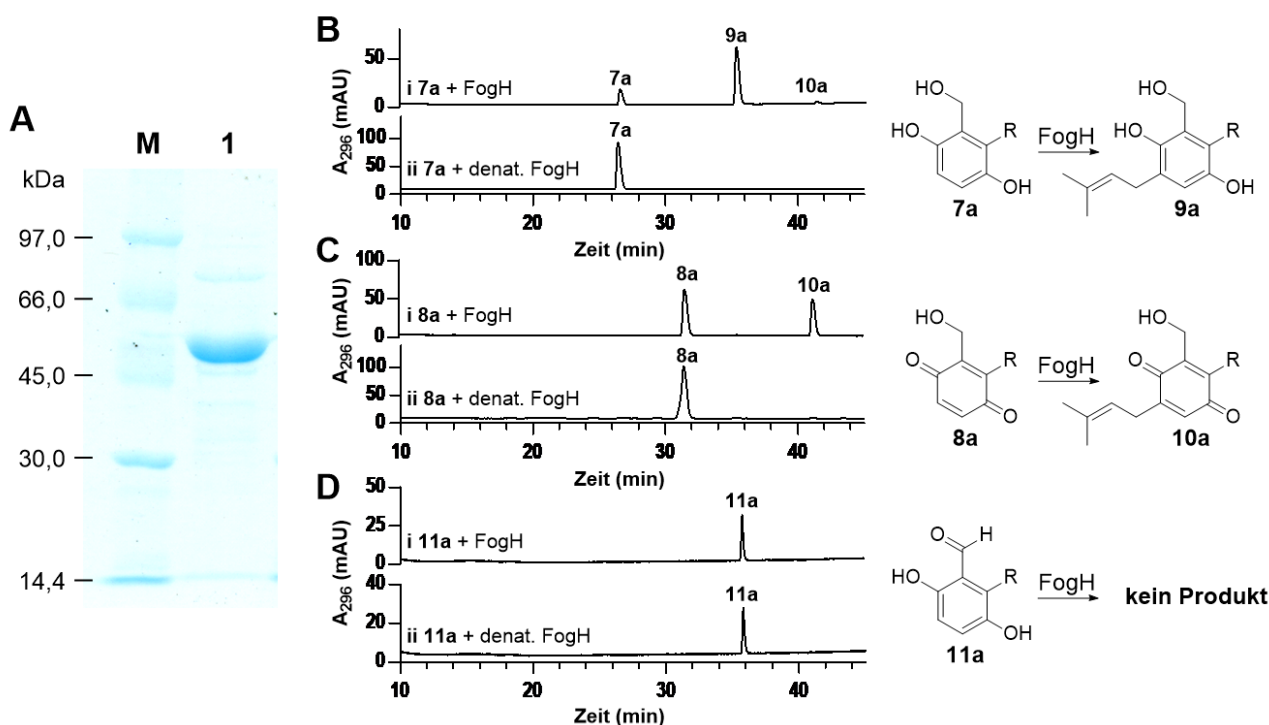 A
M 1
kDa
97,0
66,0
45,0
30,0
14,4
B
A296 (mAU)
50
0
i 7a + FogH
7a
9a
10a
100
50
0
ii 7a + denat. FogH
7a
10 20 30 40
Zeit (min)
HO
HO
R
OH
7a
FogH
HO
HO
R
OH
9a
C
A296 (mAU)
100
50
0
i 8a + FogH
8a
10a
100
50
0
ii 8a + denat. FogH
8a
10 20 30 40
Zeit (min)
HO
O
R
O
8a
FogH
HO
O
R
O
10a
D
A296 (mAU)
50
25
0
i 11a + FogH
11a
40
20
0
ii 11a + denat. FogH
11a
10 20 30 40
Zeit (min)
O H
HO
R
OH
11a
FogH
kein Produkt